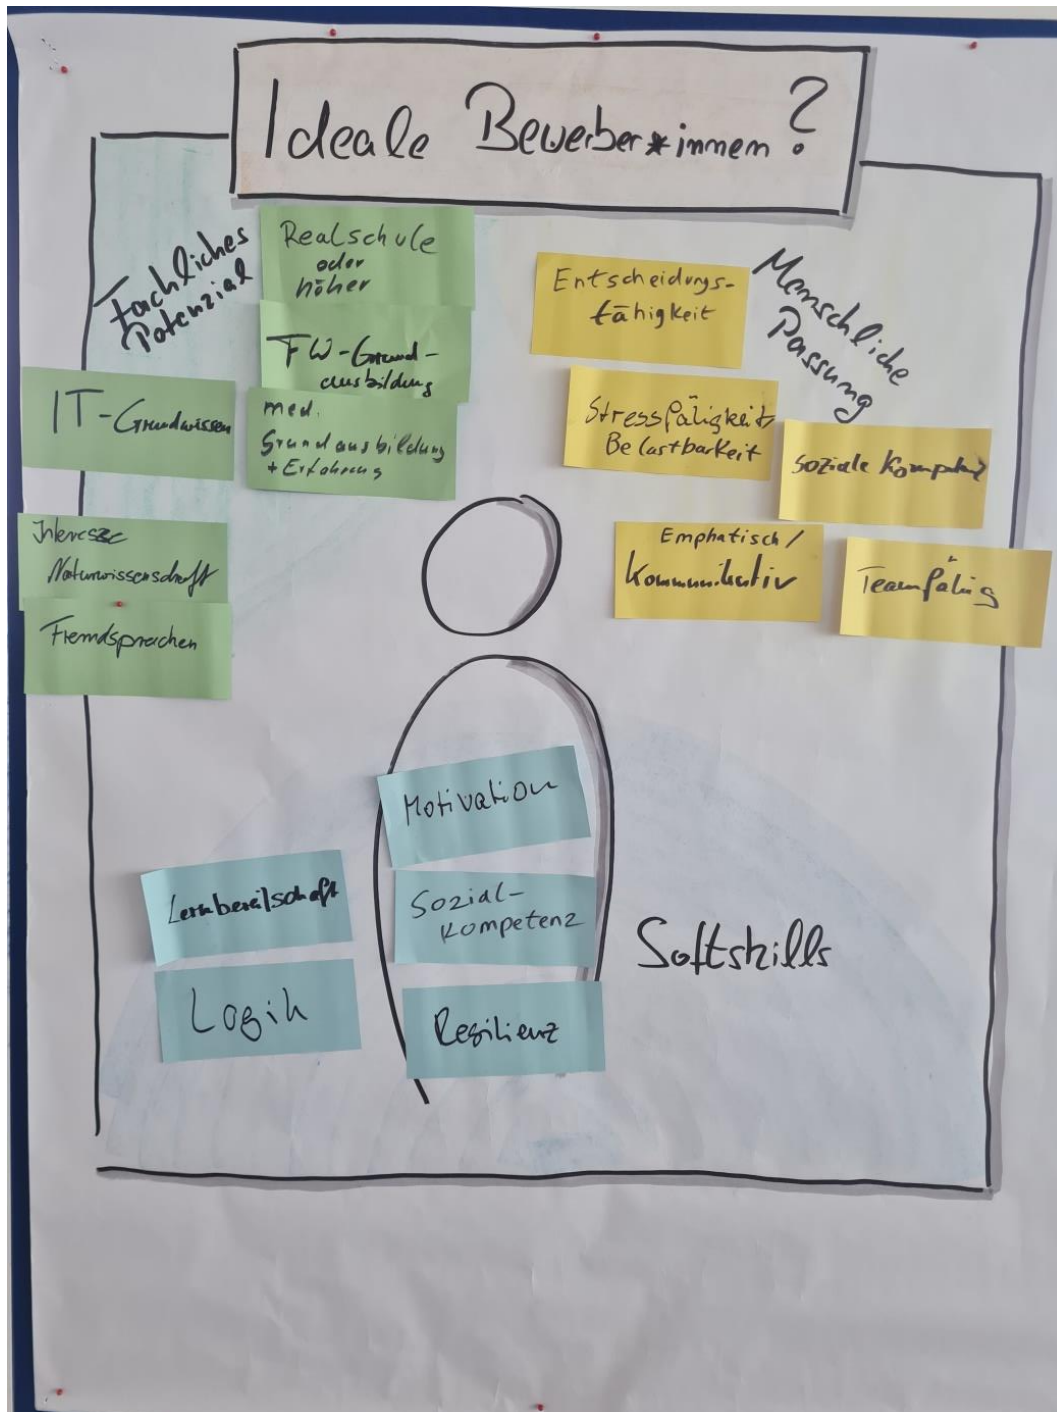 Ideale Bewerber*innen?
Fachliches
Potenzial
Realschule
oder
höher
FW-Grund-
ausbildung
IT-Grundwissen
med.
Grundausbildung
+ Erfahrung
Interesse
Naturwissenschaft
Fremdsprachen
Menschliche
Passung
Entscheidungs-
fähigkeit
Stressfähigkeit/
Belastbarkeit
soziale Kompetenz
Emphatisch/
Kommunikativ
Teamfähig
Motivation
Lernbereitschaft
Sozial-
kompetenz
Logik
Resilienz
Softskills